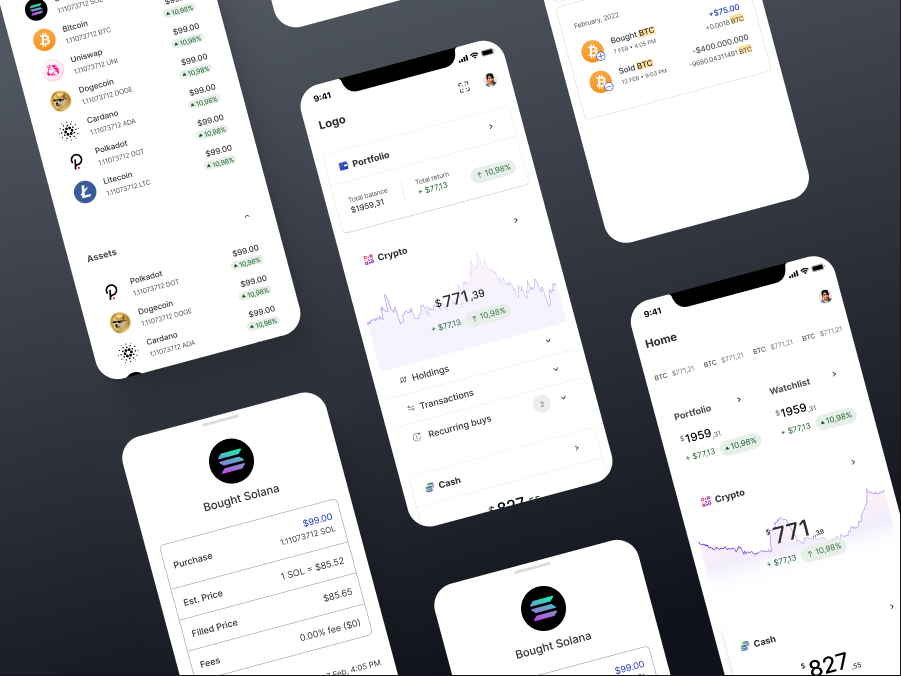 1.11073712 SOL
10,98%
Bitcoin
1.11073712 BTC
$99.00
10,98%
Uniswap
1.11073712 UNI
$99.00
10,98%
Dogecoin
1.11073712 DOGE
$99.00
10,98%
Cardano
1.11073712 ADA
$99.00
10,98%
Polkadot
1.11073712 DOT
$99.00
10,98%
Litecoin
1.11073712 LTC
$99.00
10,98%
Assets
Polkadot
1.11073712 DOT
$99.00
10,98%
Dogecoin
1.11073712 DOGE
$99.00
10,98%
Cardano
1.11073712 ADA
$99.00
10,98%
9:41
Logo
Portfolio
Total balance
$1959,31
Total return
+ $77,13
10,98%
Crypto
$771,39
+ $77,13
10,98%
Holdings
Transactions
Recurring buys
2
Cash
$827,55
February, 2022
+$75.00
+0,0018 BTC
Bought BTC
7 FEB • 4:05 PM
-$400.000.000
-9680.04311491 BTC
Sold BTC
12 FEB • 9:03 PM
9:41
Home
BTC $771,21
BTC $771,21
BTC $771,21
BTC $771,21
Portfolio
$1959,31
+ $77,13
10,98%
Watchlist
$1959,31
+ $77,13
10,98%
Crypto
$771,39
+ $77,13
10,98%
Cash
$827,55
Bought Solana
Purchase
$99.00
1.11073712 SOL
Est. Price
1 SOL = $85.52
Filled Price
$85.65
Fees
0.00% fee ($0)
Feb, 4:05 PM
Bought Solana
$99.00